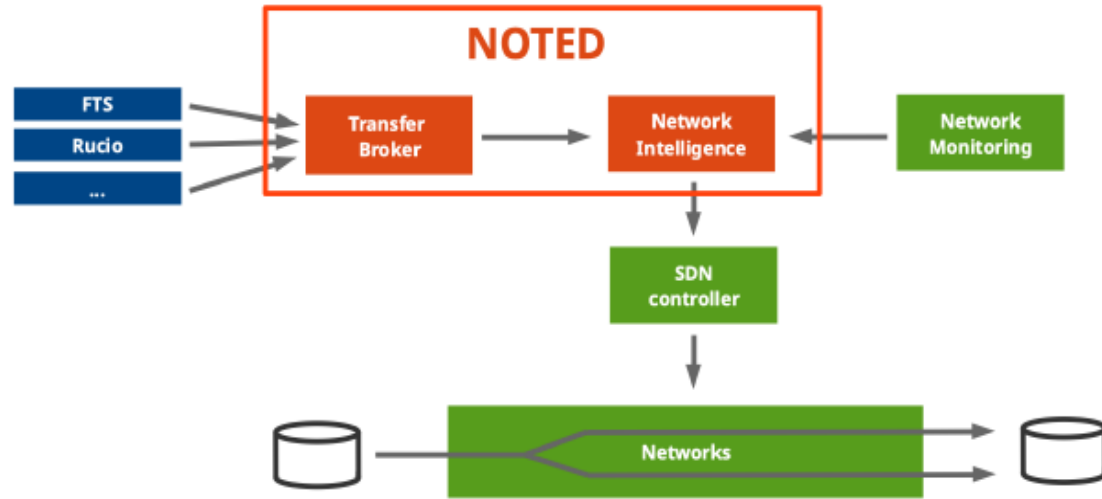 NOTED
FTS
Rucio
...
Transfer
Broker
Network
Intelligence
Network
Monitoring
SDN
controller
Networks